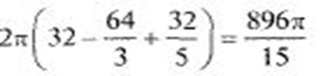 2π(32 − 64/3 + 32/5) = 896π/15